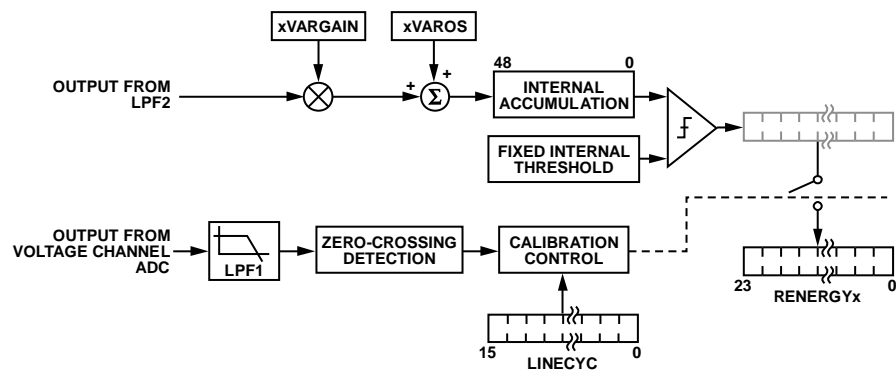 xVARGAIN
xVAROS
OUTPUT FROM
LPF2
+
+
Σ
48
0
INTERNAL
ACCUMULATION
FIXED INTERNAL
THRESHOLD
OUTPUT FROM
VOLTAGE CHANNEL
ADC
LPF1
ZERO-CROSSING
DETECTION
CALIBRATION
CONTROL
23
0
RENERGYx
15
0
LINECYC